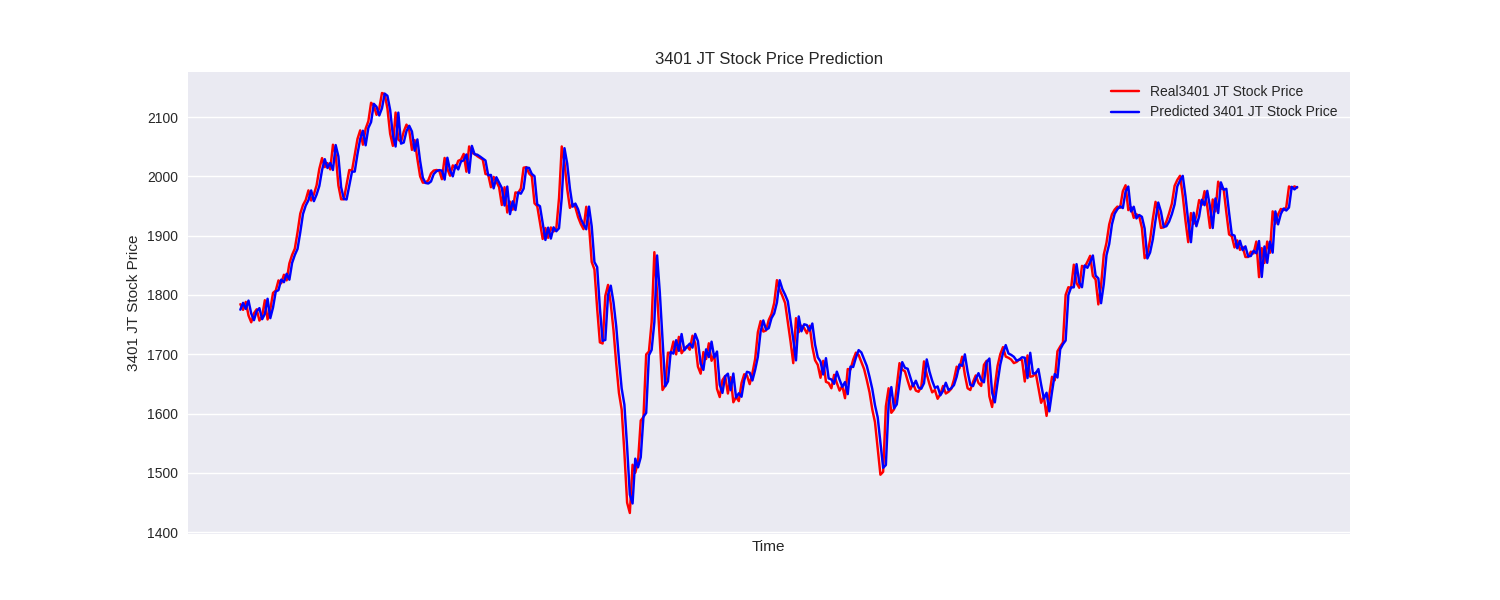 3401 JT Stock Price Prediction
Real3401 JT Stock Price
Predicted 3401 JT Stock Price
3401 JT Stock Price
2100
2000
1900
1800
1700
1600
1500
1400
Time